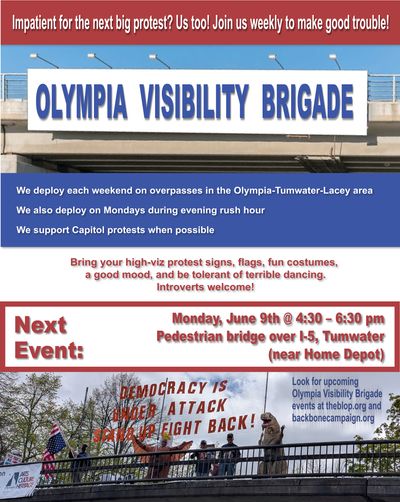 Impatient for the next big protest? Us too! Join us weekly to make good trouble!
OLYMPIA VISIBILITY BRIGADE
We deploy each weekend on overpasses in the Olympia-Tumwater-Lacey area
We also deploy on Mondays during evening rush hour
We support Capitol protests when possible
Bring your high-viz protest signs, flags, fun costumes,
a good mood, and be tolerant of terrible dancing.
Introverts welcome!
Next
Event:
Monday, June 9th @ 4:30 – 6:30 pm
Pedestrian bridge over I-5, Tumwater
(near Home Depot)
DEMOCRACY IS
UNDER ATTACK
STAND UP FIGHT BACK!
Look for upcoming
Olympia Visibility Brigade
events at theblop.org and
backbonecampaign.org